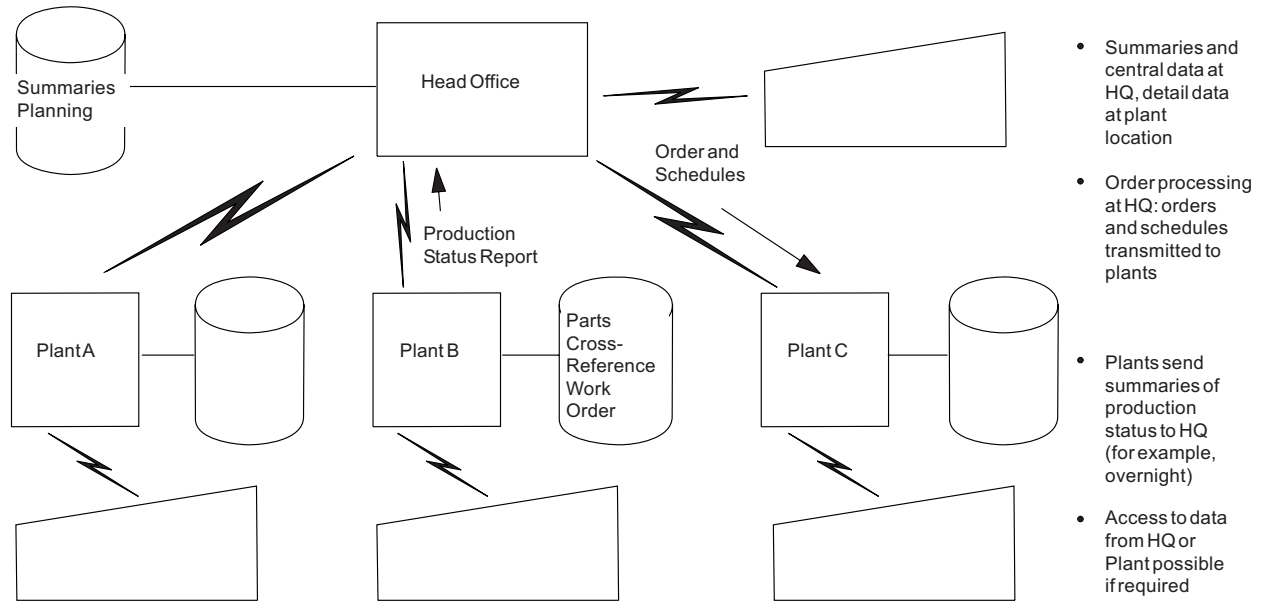 Summaries
Planning
Head Office
Order and
Schedules
Production
Status Report
Plant A
Plant B
Parts
Cross-
Reference
Work
Order
Plant C
• Summaries and
central data at
HQ, detail data
at plant
location
• Order processing
at HQ: orders
and schedules
transmitted to
plants
• Plants send
summaries of
production
status to HQ
(for example,
overnight)
• Access to data
from HQ or
Plant possible
if required